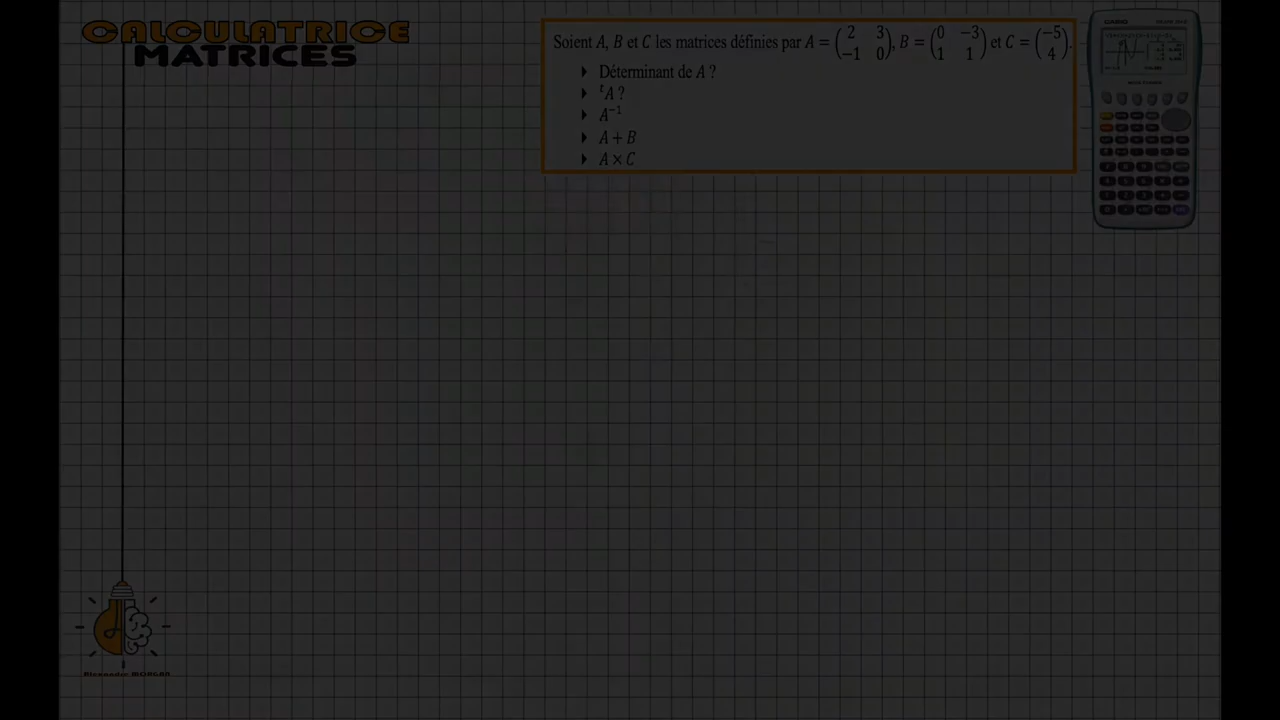 CALCULATRICE
MATRICES
Soient A, B et C les matrices définies par A = (2 3 −1 0), B = (0 −3 1 1) et C = (−5 4).
Déterminant de A ?
ᵗA ?
A⁻¹
A + B
A × C
CASIO